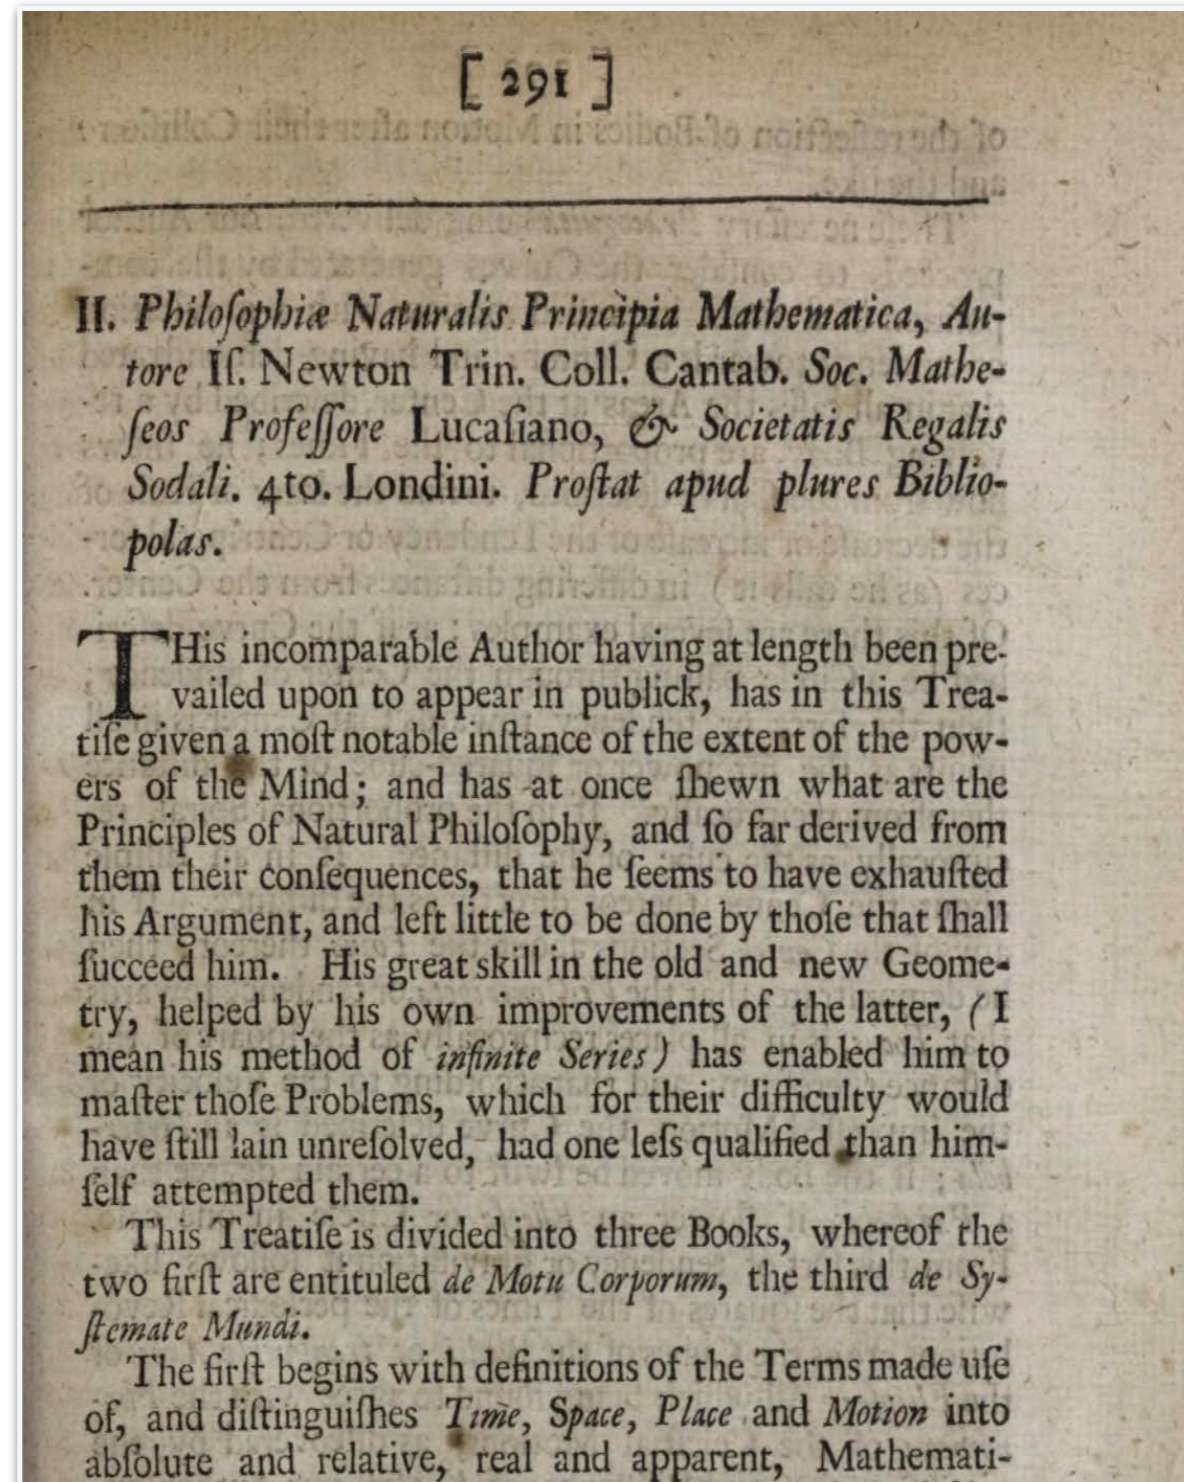 [ 291 ]
II. Philoſophiæ Naturalis Principia Mathematica, Au-
tore Iſ. Newton Trin. Coll. Cantab. Soc. Mathe-
ſeos Profeſſore Lucaſiano, & Societatis Regalis
Sodali. 4to. Londini. Proſtat apud plures Biblio-
polas.
THis incomparable Author having at length been pre-
vailed upon to appear in publick, has in this Trea-
tiſe given a moſt notable inſtance of the extent of the pow-
ers of the Mind; and has at once ſhewn what are the
Principles of Natural Philoſophy, and ſo far derived from
them their conſequences, that he ſeems to have exhauſted
his Argument, and left little to be done by thoſe that ſhall
ſucceed him. His great skill in the old and new Geome-
try, helped by his own improvements of the latter, (I
mean his method of infinite Series) has enabled him to
maſter thoſe Problems, which for their difficulty would
have ſtill lain unreſolved, had one leſs qualified than him-
ſelf attempted them.
This Treatiſe is divided into three Books, whereof the
two firſt are entituled de Motu Corporum, the third de Sy-
ſtemate Mundi.
The firſt begins with definitions of the Terms made uſe
of, and diſtinguiſhes Time, Space, Place and Motion into
abſolute and relative, real and apparent, Mathemati-